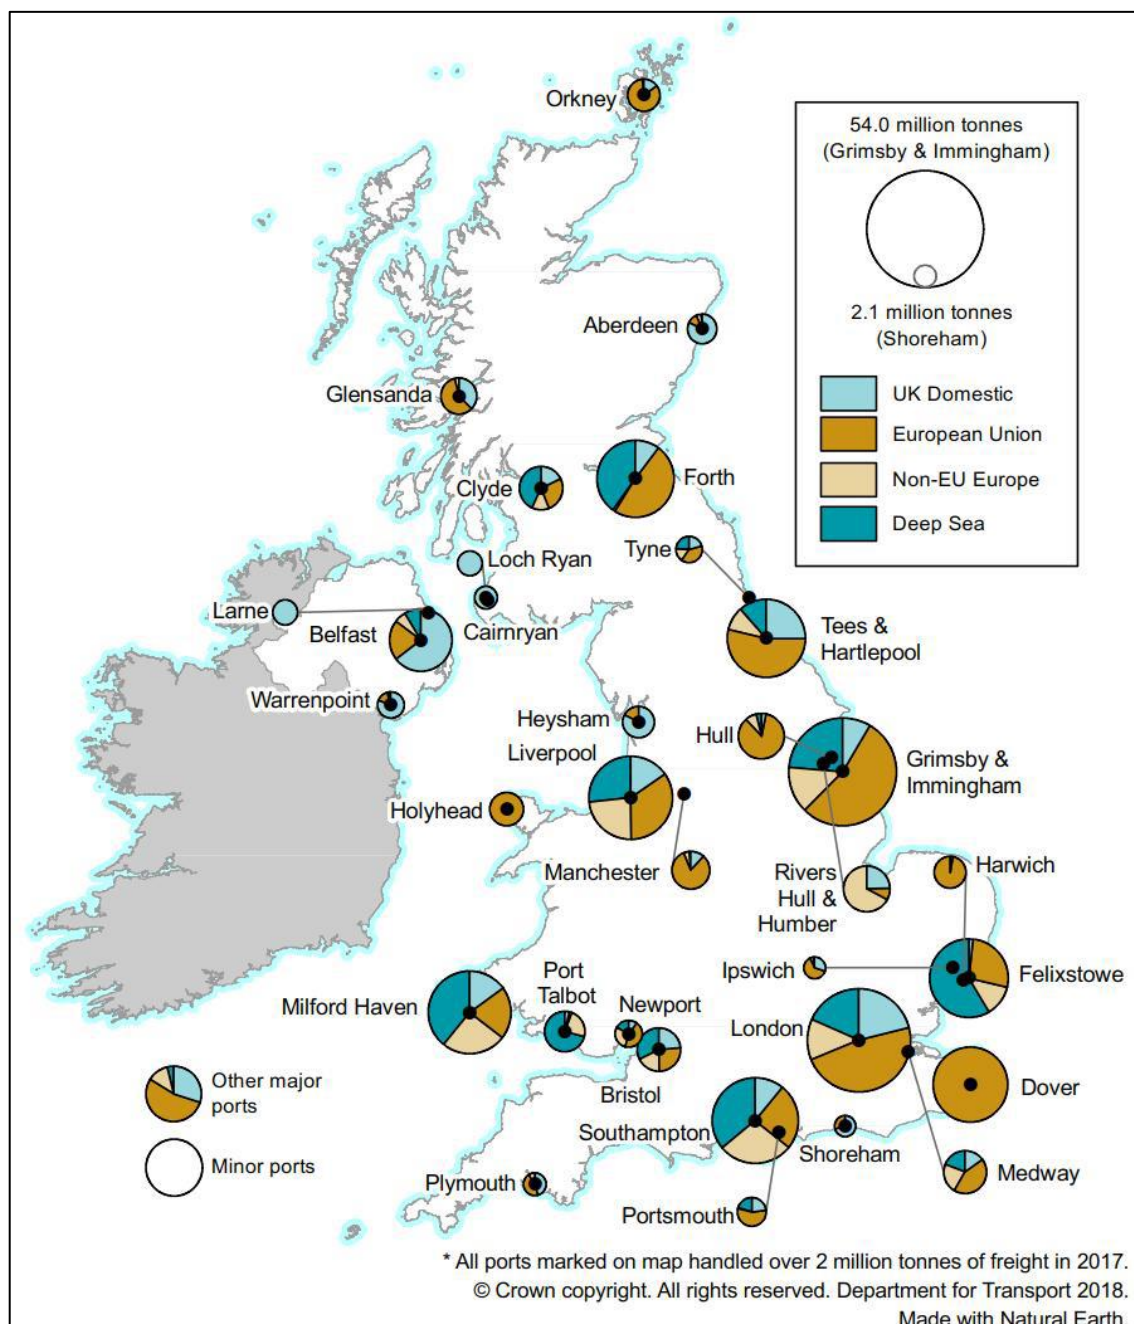 Orkney
54.0 million tonnes
(Grimsby & Immingham)
2.1 million tonnes
(Shoreham)
UK Domestic
European Union
Non-EU Europe
Deep Sea
Aberdeen
Glensanda
Clyde
Forth
Loch Ryan
Tyne
Larne
Belfast
Cairnryan
Tees &
Hartlepool
Warrenpoint
Heysham
Liverpool
Hull
Grimsby &
Immingham
Holyhead
Manchester
Rivers
Hull &
Humber
Harwich
Ipswich
Felixstowe
Milford Haven
Port
Talbot
Newport
London
Bristol
Dover
Other major
ports
Minor ports
Southampton
Shoreham
Medway
Plymouth
Portsmouth
* All ports marked on map handled over 2 million tonnes of freight in 2017.
© Crown copyright. All rights reserved. Department for Transport 2018.
Made with Natural Earth.